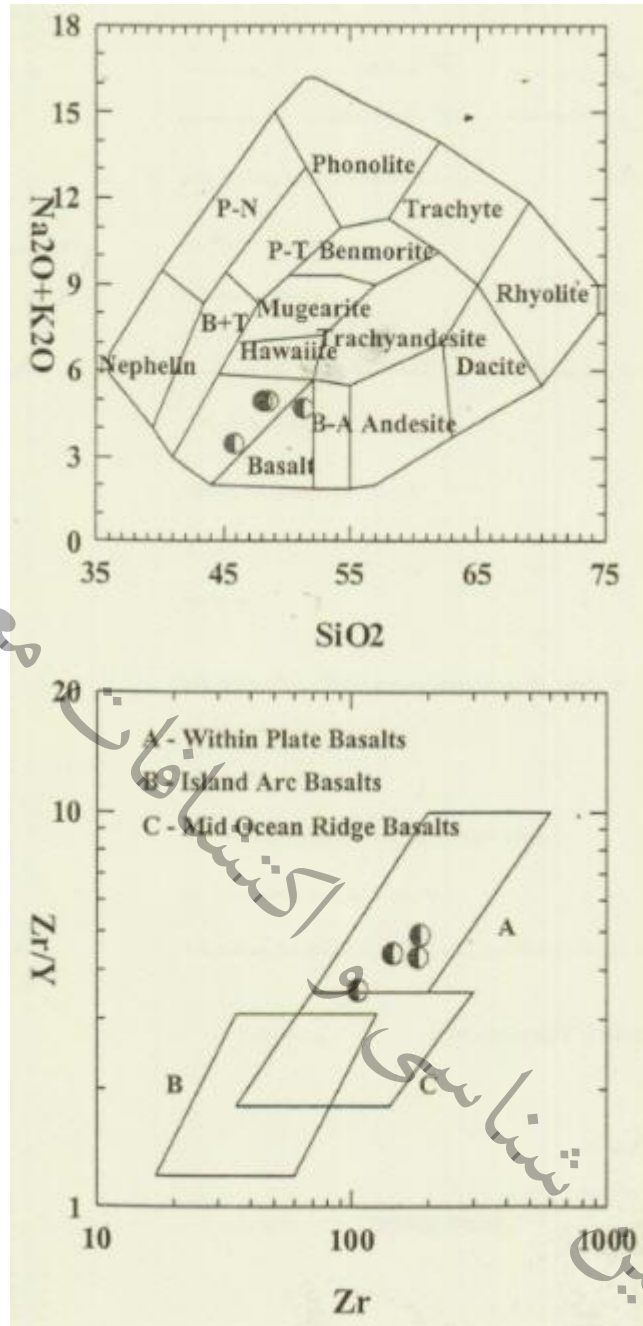 18
15
Phonolite
12
P-N
Trachyte
P-T Benmorite
9
Rhyolite
Mugearite
B+T
Trachyandesite
Hawaiite
Nephelin
Dacite
6
B-A Andesite
3
Basalt
0
Na2O+K2O
35 45 55 65 75
SiO2
20
A - Within Plate Basalts
B - Island Arc Basalts
10
C - Mid Ocean Ridge Basalts
A
B
C
Zr/Y
1
10 100 1000
Zr
اکتشافات
و
شناسی